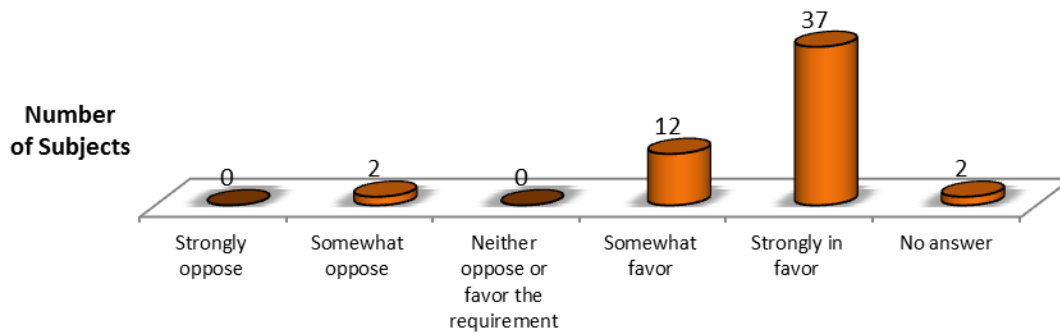 37
12
2
2
0
0
Number
of Subjects
Strongly
oppose
Somewhat
oppose
Neither
oppose or
favor the
requirement
Somewhat
favor
Strongly in
favor
No answer